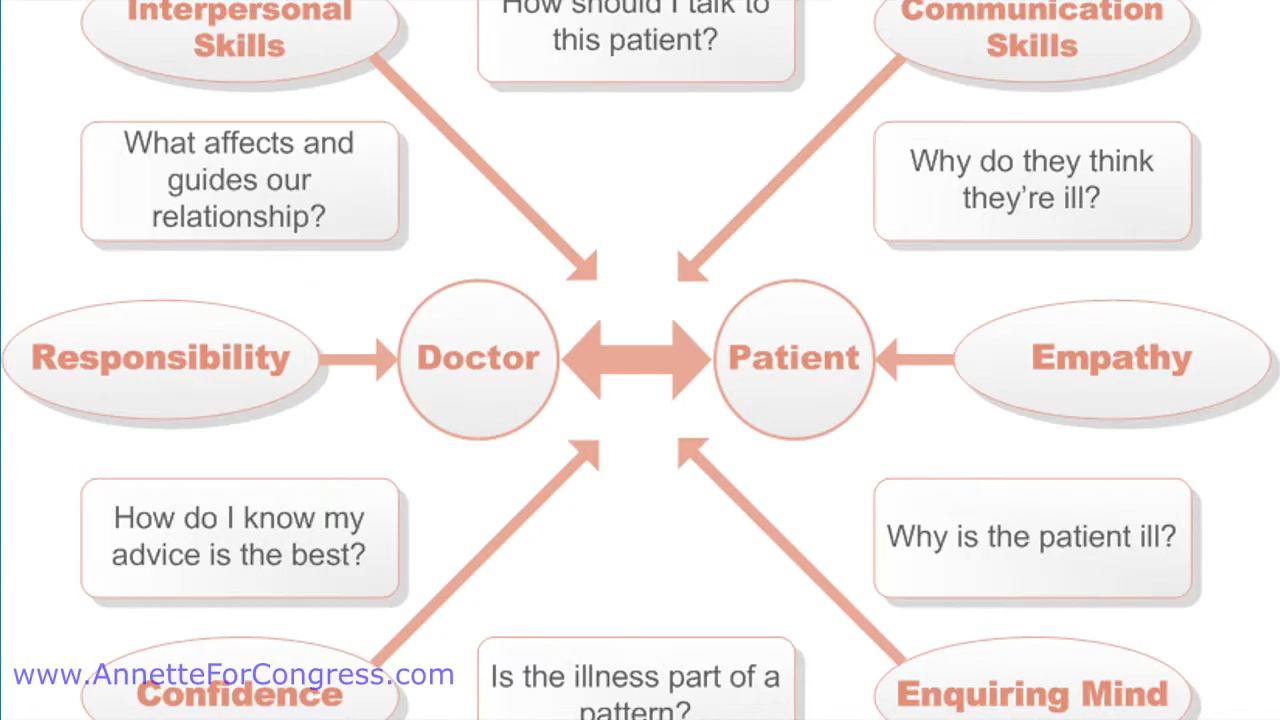 Interpersonal
Skills
How should I talk to
this patient?
Communication
Skills
What affects and
guides our
relationship?
Why do they think
they're ill?
Responsibility
Doctor
Patient
Empathy
How do I know my
advice is the best?
Why is the patient ill?
www.AnnetteForCongress.com
Confidence
Is the illness part of a
pattern?
Enquiring Mind